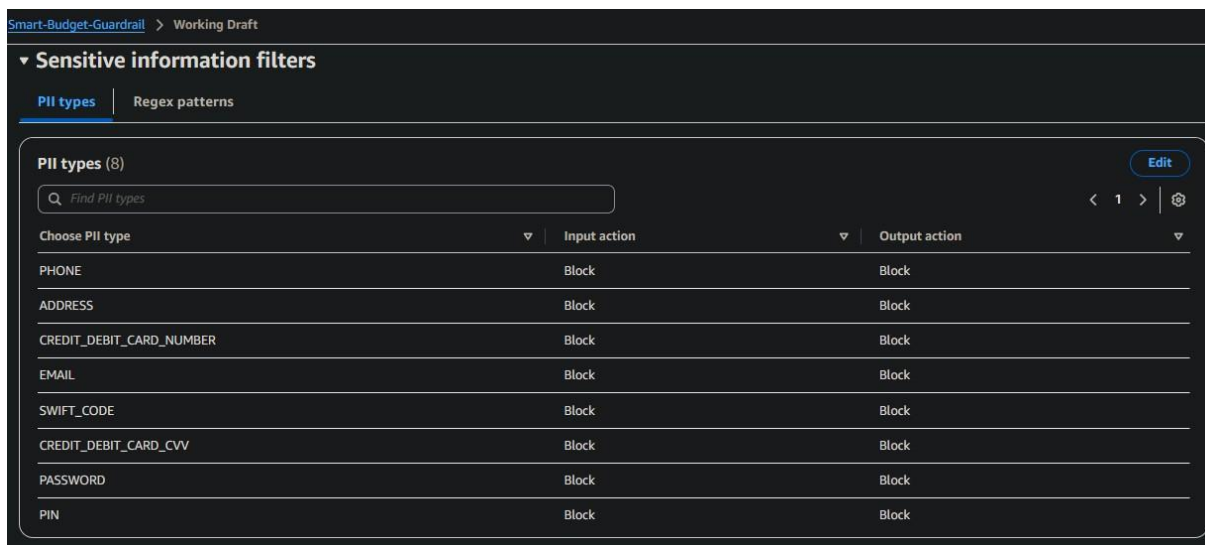 Smart-Budget-Guardrail > Working Draft
Sensitive information filters
PII types Regex patterns
PII types (8) Edit
Find PII types < 1 >
Choose PII type Input action Output action
PHONE Block Block
ADDRESS Block Block
CREDIT_DEBIT_CARD_NUMBER Block Block
EMAIL Block Block
SWIFT_CODE Block Block
CREDIT_DEBIT_CARD_CVV Block Block
PASSWORD Block Block
PIN Block Block